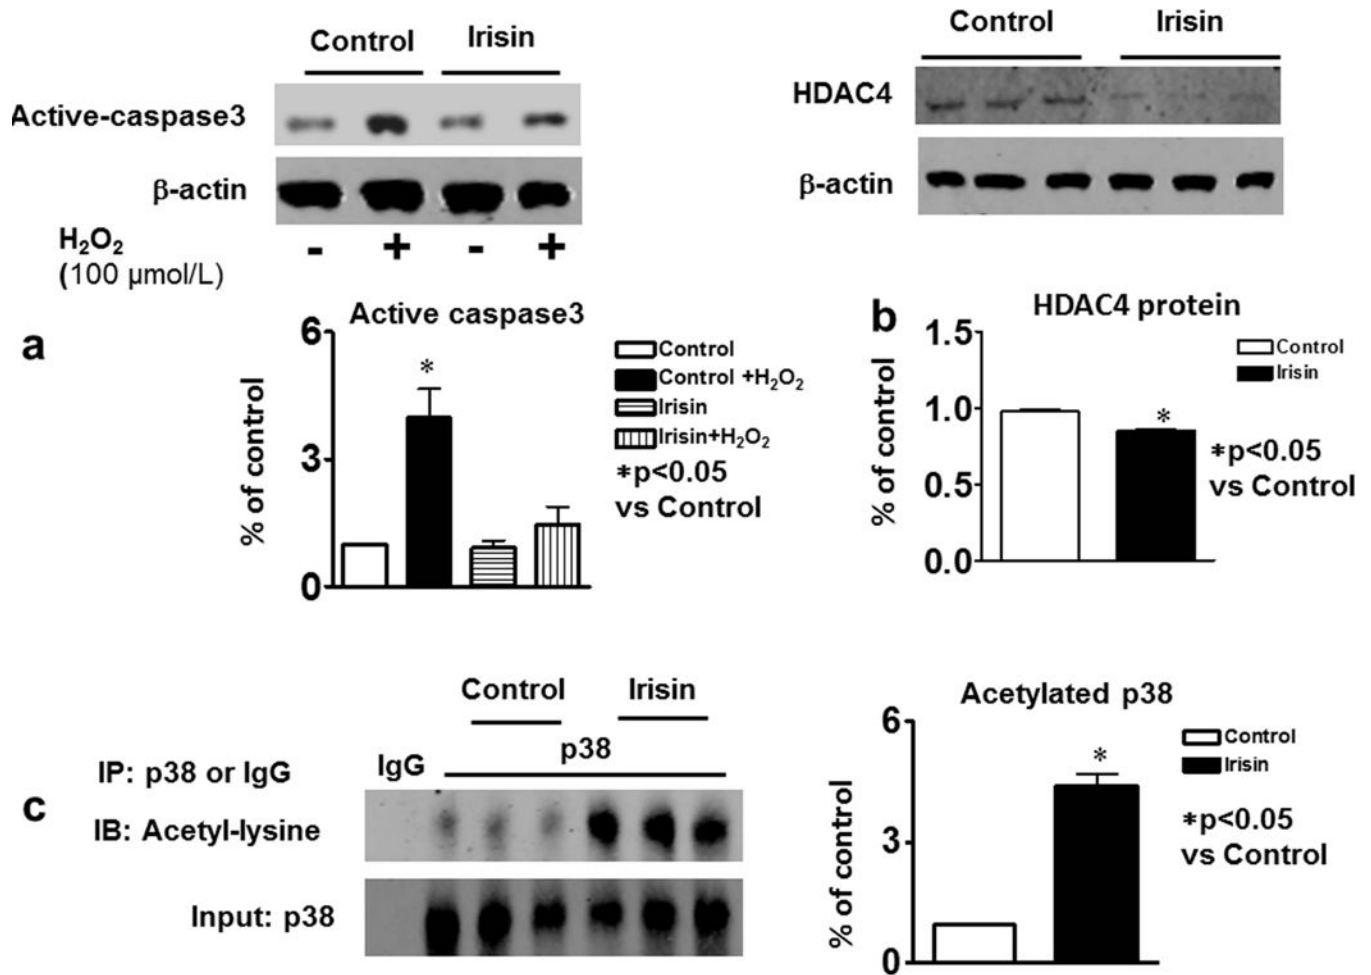 Control Irisin
Active-caspase3
β-actin
H₂O₂
(100 µmol/L)
- + - +
a
Active caspase3
6
3
0
% of control
*
Control
Control +H₂O₂
Irisin
Irisin+H₂O₂
*p<0.05
vs Control
Control Irisin
HDAC4
β-actin
b
HDAC4 protein
1.5
1.0
0.5
0.0
% of control
*
Control
Irisin
*p<0.05
vs Control
c
Control Irisin
IgG p38
IP: p38 or IgG
IB: Acetyl-lysine
Input: p38
Acetylated p38
6
3
0
% of control
*
Control
Irisin
*p<0.05
vs Control